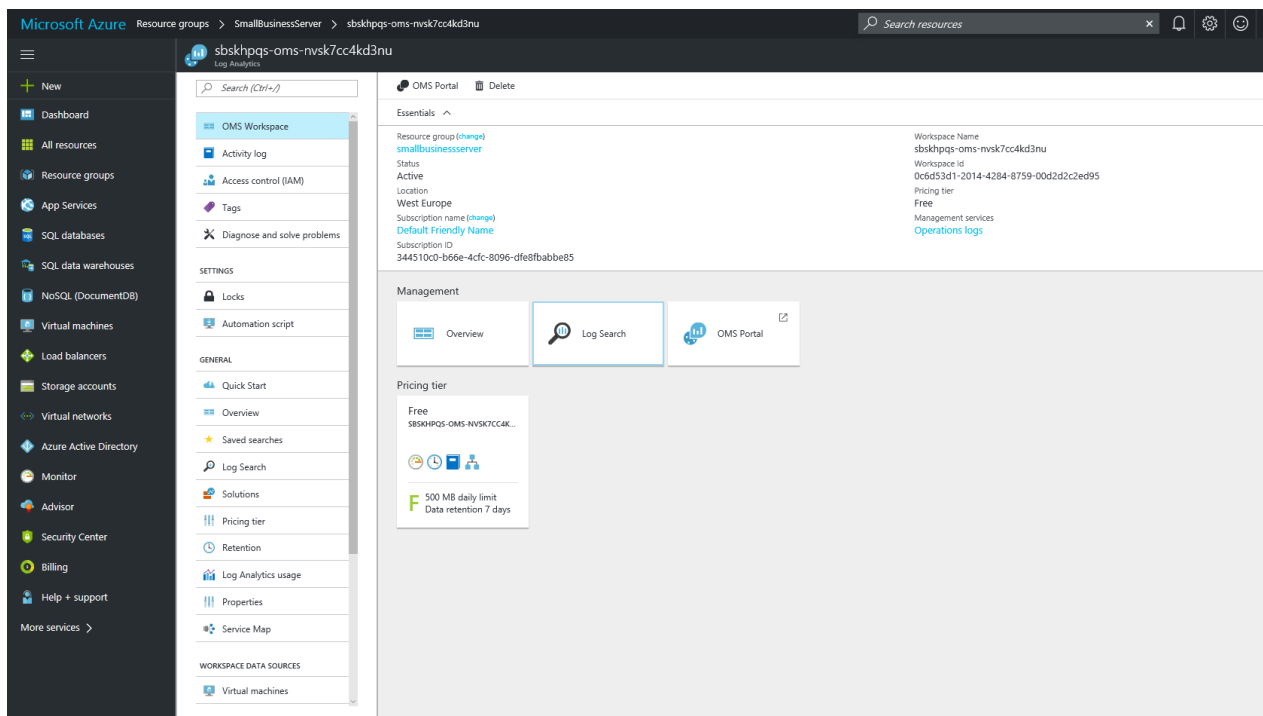 Microsoft Azure Resource groups > SmallBusinessServer > sbskhpqs-oms-nvsk7cc4kd3nu
Search resources
sbskhpqs-oms-nvsk7cc4kd3nu
Log Analytics
New
Dashboard
All resources
Resource groups
App Services
SQL databases
SQL data warehouses
NoSQL (DocumentDB)
Virtual machines
Load balancers
Storage accounts
Virtual networks
Azure Active Directory
Monitor
Advisor
Security Center
Billing
Help + support
More services >
Search (Ctrl+/)
OMS Workspace
Activity log
Access control (IAM)
Tags
Diagnose and solve problems
SETTINGS
Locks
Automation script
GENERAL
Quick Start
Overview
Saved searches
Log Search
Solutions
Pricing tier
Retention
Log Analytics usage
Properties
Service Map
WORKSPACE DATA SOURCES
Virtual machines
OMS Portal Delete
Essentials
Resource group (change)
smallbusinessserver
Status
Active
Location
West Europe
Subscription name (change)
Default Friendly Name
Subscription ID
344510c0-b66e-4cfc-8096-dfe8fbabbe85
Workspace Name
sbskhpqs-oms-nvsk7cc4kd3nu
Workspace Id
0c6d53d1-2014-4284-8759-00d2d2c2ed95
Pricing tier
Free
Management services
Operations logs
Management
Overview
Log Search
OMS Portal
Pricing tier
Free
SBSKHPQS-OMS-NVSK7CC4K...
F 500 MB daily limit
Data retention 7 days